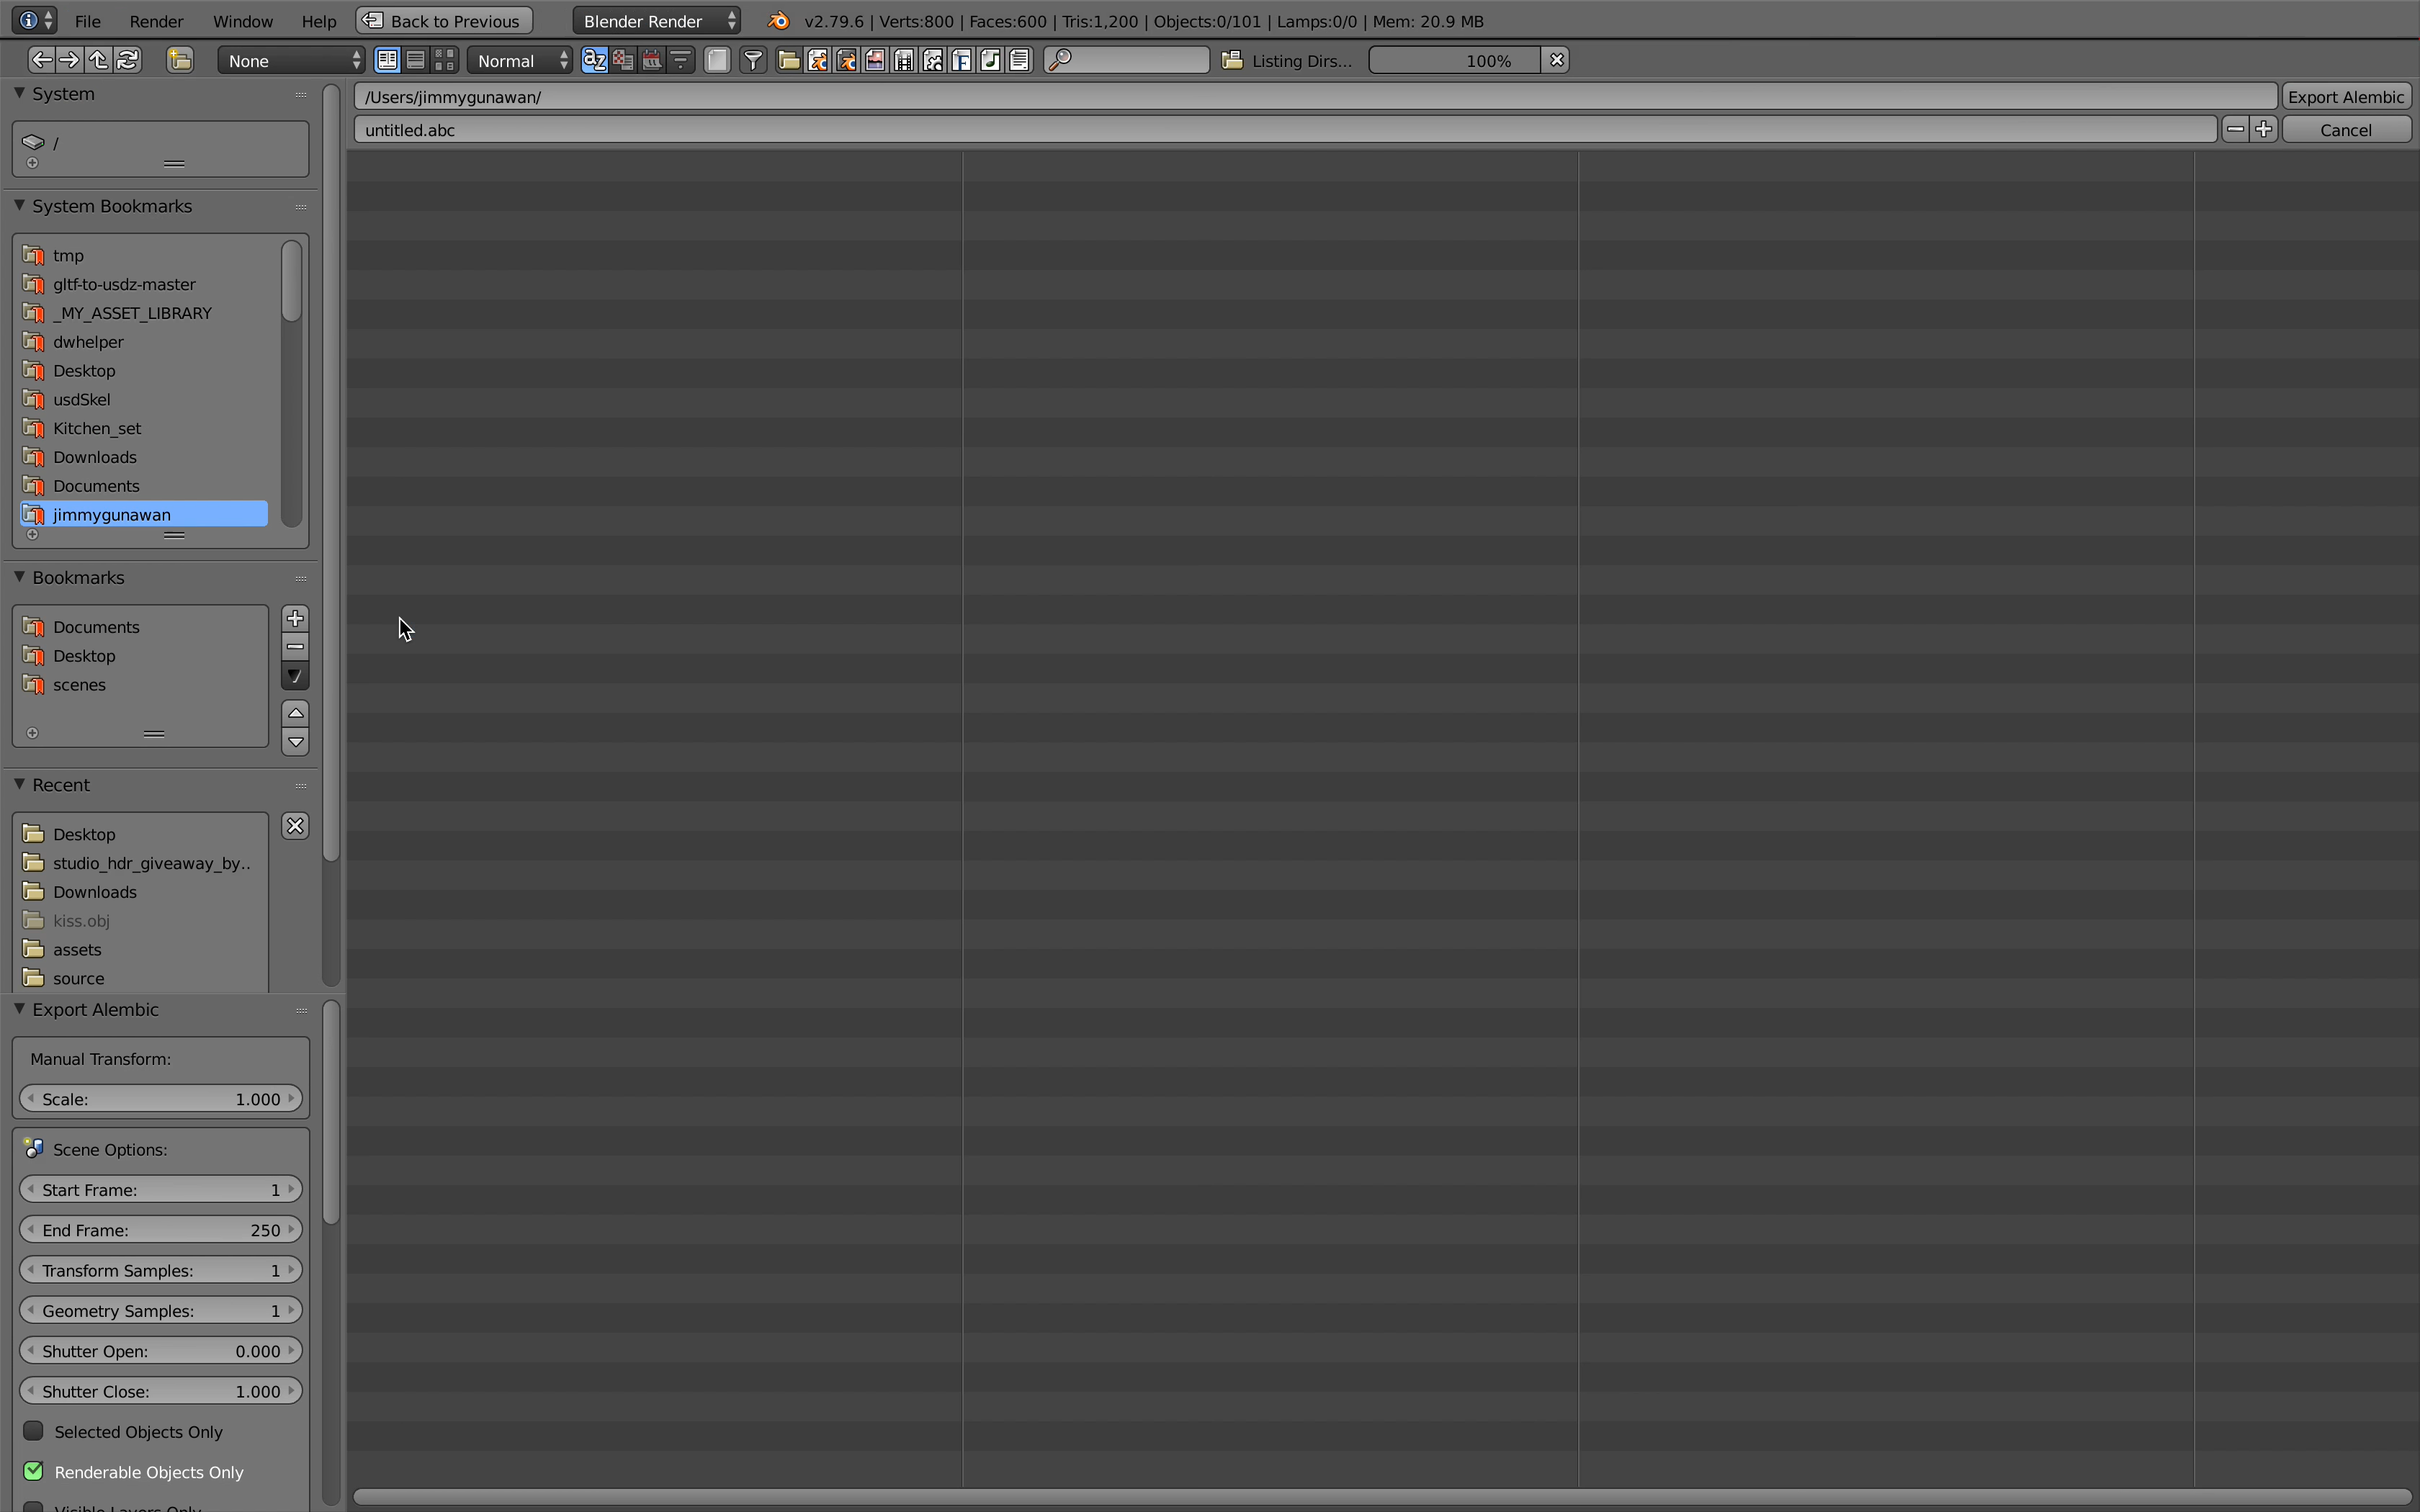 File Render Window Help Back to Previous Blender Render v2.79.6 | Verts:800 | Faces:600 | Tris:1,200 | Objects:0/101 | Lamps:0/0 | Mem: 20.9 MB
None Normal Listing Dirs... 100%
System
/
System Bookmarks
tmp
gltf-to-usdz-master
_MY_ASSET_LIBRARY
dwhelper
Desktop
usdSkel
Kitchen_set
Downloads
Documents
jimmygunawan
Bookmarks
Documents
Desktop
scenes
Recent
Desktop
studio_hdr_giveaway_by..
Downloads
kiss.obj
assets
source
Export Alembic
Manual Transform:
Scale: 1.000
Scene Options:
Start Frame: 1
End Frame: 250
Transform Samples: 1
Geometry Samples: 1
Shutter Open: 0.000
Shutter Close: 1.000
Selected Objects Only
Renderable Objects Only
Visible Layers Only
/Users/jimmygunawan/ Export Alembic
untitled.abc Cancel